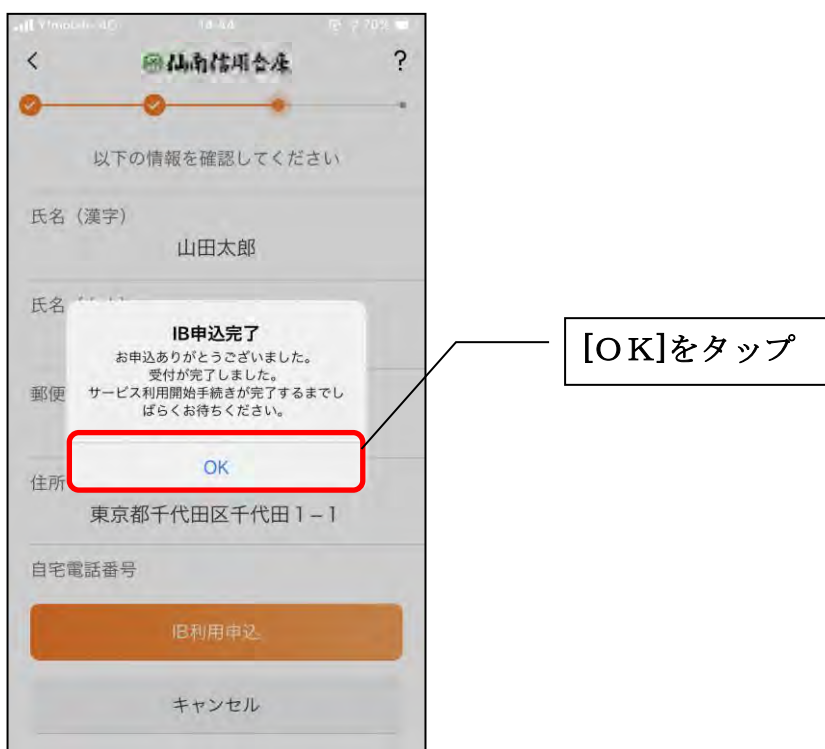 14:44
70%
<
仙南信用金庫
?
以下の情報を確認してください
氏名（漢字）
山田太郎
氏名
IB申込完了
お申込ありがとうございました。
受付が完了しました。
サービス利用開始手続きが完了するまでし
ばらくお待ちください。
OK
郵便
住所
東京都千代田区千代田１−１
自宅電話番号
IB利用申込
キャンセル
[OK]をタップ